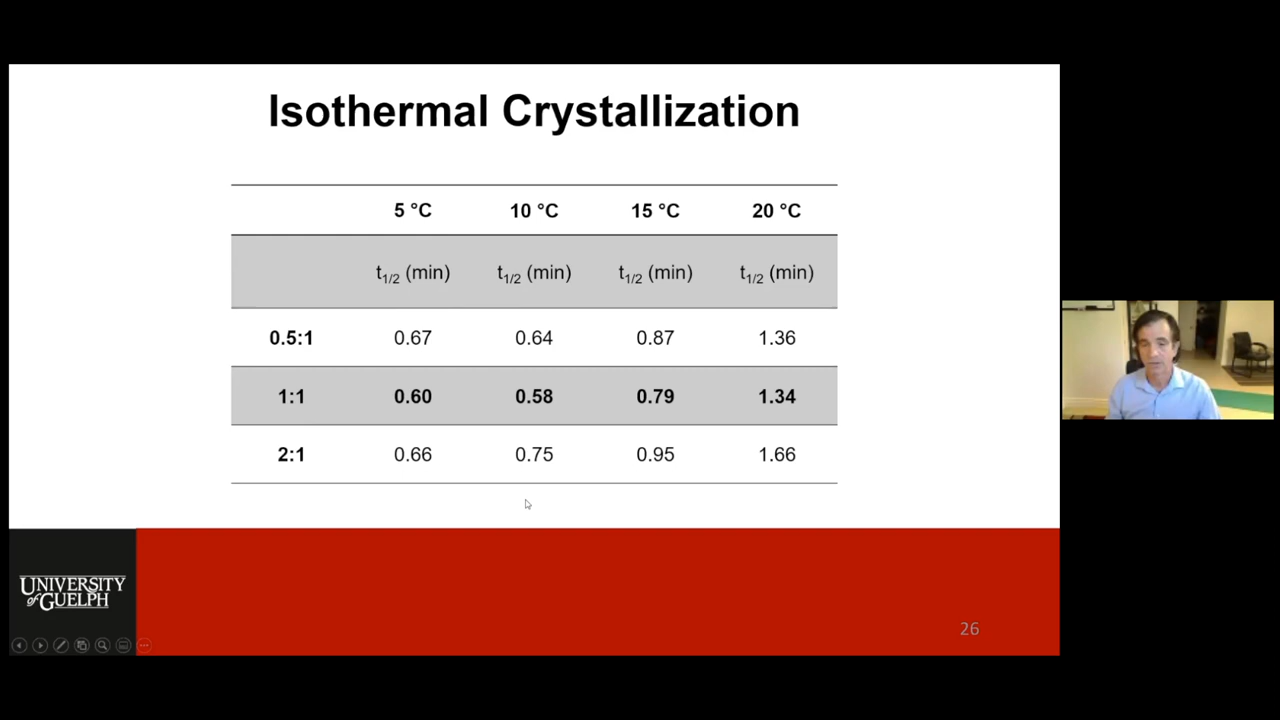 Isothermal Crystallization
5 °C 10 °C 15 °C 20 °C
t1/2 (min) t1/2 (min) t1/2 (min) t1/2 (min)
0.5:1 0.67 0.64 0.87 1.36
1:1 0.60 0.58 0.79 1.34
2:1 0.66 0.75 0.95 1.66
UNIVERSITY
of GUELPH
26